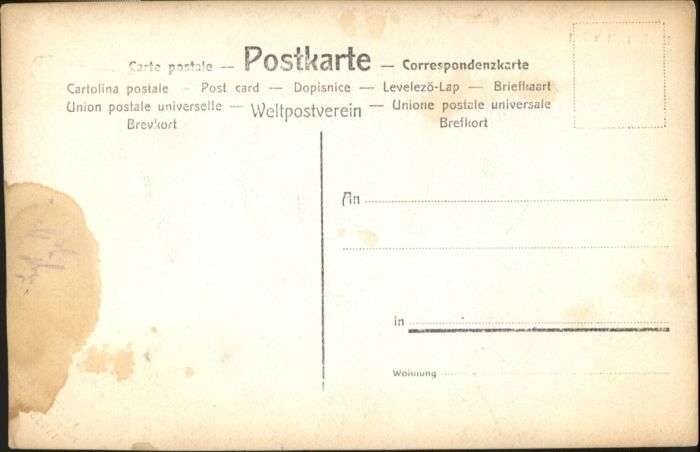 Carte postale — Postkarte — Correspondenzkarte
Cartolina postale - Post card — Dopisnice — Levelező-Lap — Briefkaart
Union postale universelle — Weltpostverein — Unione postale universale
Brevkort Brefkort
An
in
Wohnung